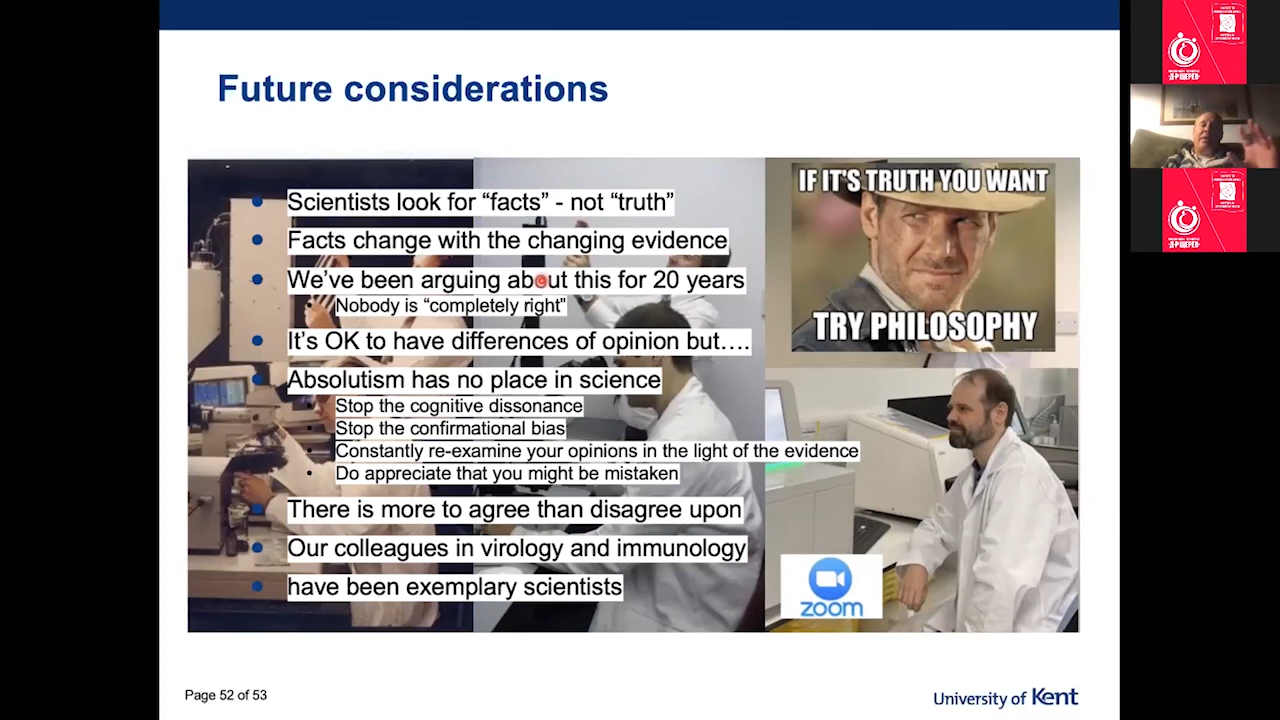 Future considerations
Scientists look for “facts” - not “truth”
Facts change with the changing evidence
We’ve been arguing about this for 20 years
Nobody is “completely right”
It’s OK to have differences of opinion but….
Absolutism has no place in science
Stop the cognitive dissonance
Stop the confirmational bias
Constantly re-examine your opinions in the light of the evidence
Do appreciate that you might be mistaken
There is more to agree than disagree upon
Our colleagues in virology and immunology
have been exemplary scientists
IF IT'S TRUTH YOU WANT
TRY PHILOSOPHY
zoom
Page 52 of 53
University of Kent
Д-Р ЩЕРЕВ
Д-Р ЩЕРЕВ